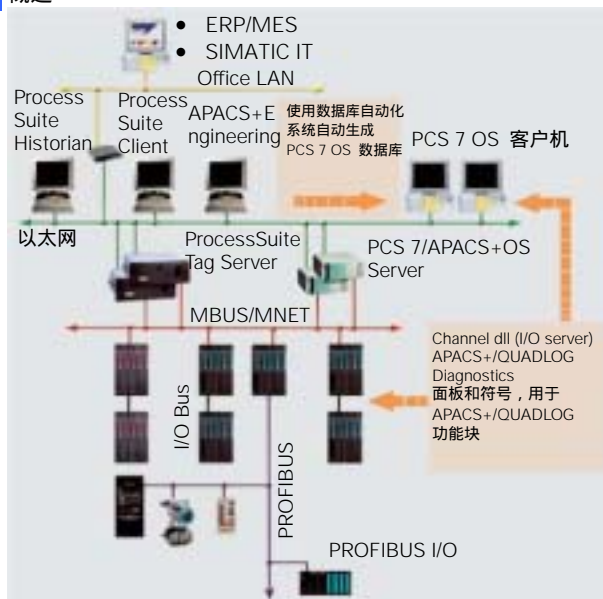 • ERP/MES
• SIMATIC IT
Office LAN
Process
Suite
Historian
Process
Suite
Client
APACS+E
ngineering
使用数据库自动化
系统自动生成
PCS 7 OS 数据库
PCS 7 OS 客户机
以太网
ProcessSuite
Tag Server
PCS 7/APACS+OS
Server
MBUS/MNET
Channel dll (I/O server)
APACS+/QUADLOG
Diagnostics
面板和符号，用于
APACS+/QUADLOG
功能块
I/O Bus
PROFIBUS
PROFIBUS I/O